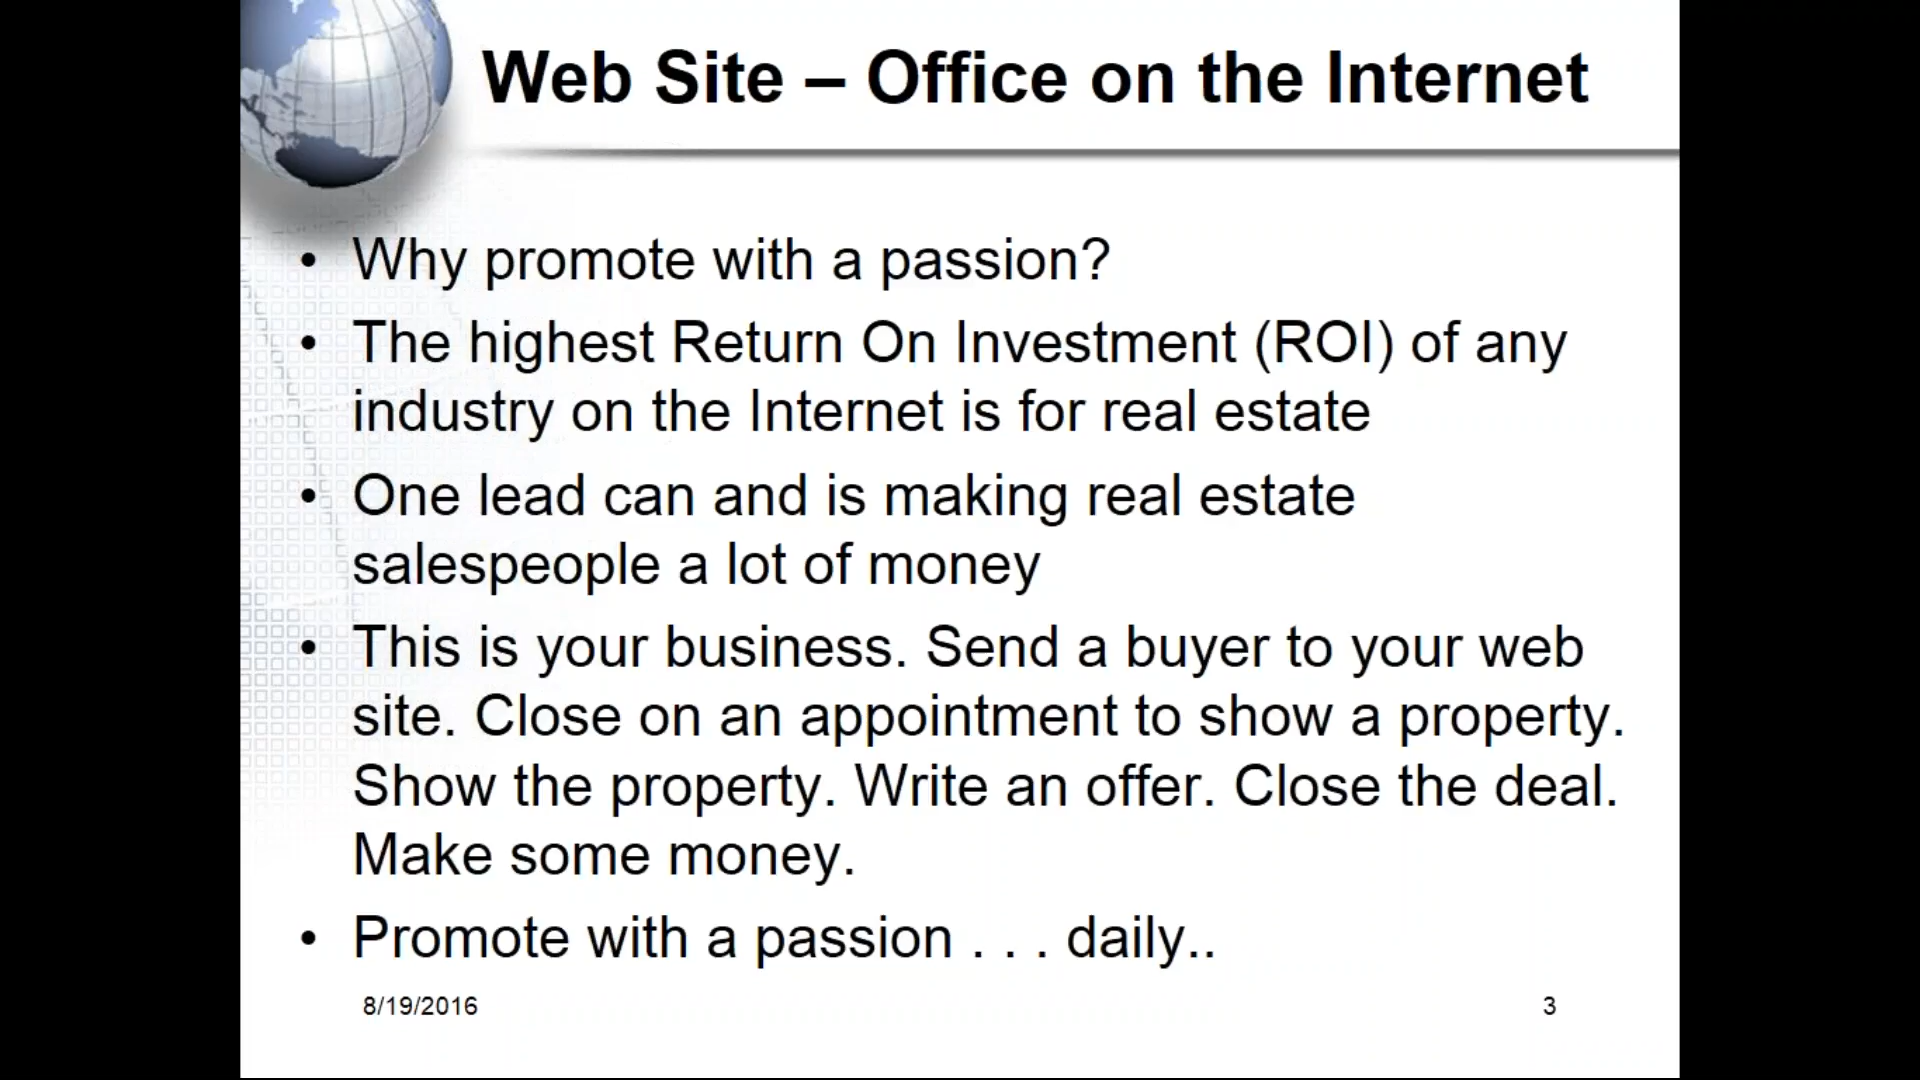 Web Site – Office on the Internet
• Why promote with a passion?
• The highest Return On Investment (ROI) of any
industry on the Internet is for real estate
• One lead can and is making real estate
salespeople a lot of money
• This is your business. Send a buyer to your web
site. Close on an appointment to show a property.
Show the property. Write an offer. Close the deal.
Make some money.
• Promote with a passion . . . daily..
8/19/2016
3